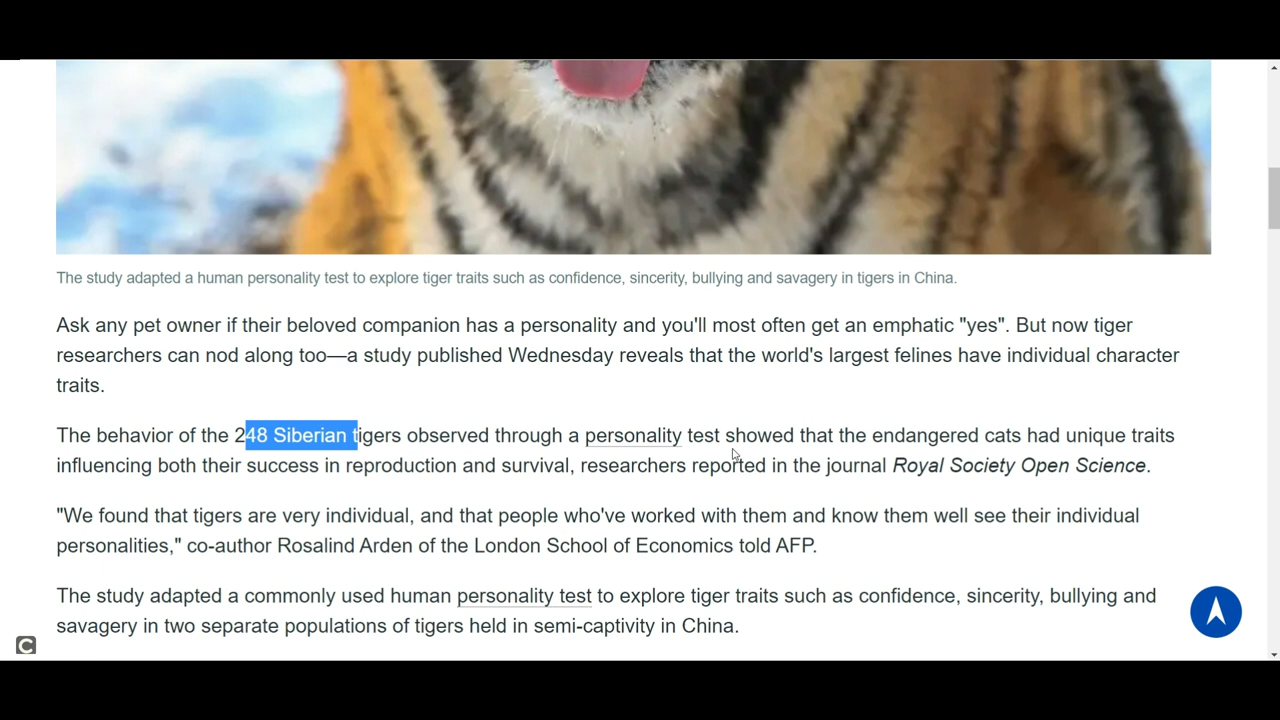 The study adapted a human personality test to explore tiger traits such as confidence, sincerity, bullying and savagery in tigers in China.
Ask any pet owner if their beloved companion has a personality and you'll most often get an emphatic "yes". But now tiger
researchers can nod along too—a study published Wednesday reveals that the world's largest felines have individual character
traits.
The behavior of the 248 Siberian tigers observed through a personality test showed that the endangered cats had unique traits
influencing both their success in reproduction and survival, researchers reported in the journal Royal Society Open Science.
"We found that tigers are very individual, and that people who've worked with them and know them well see their individual
personalities," co-author Rosalind Arden of the London School of Economics told AFP.
The study adapted a commonly used human personality test to explore tiger traits such as confidence, sincerity, bullying and
savagery in two separate populations of tigers held in semi-captivity in China.
C